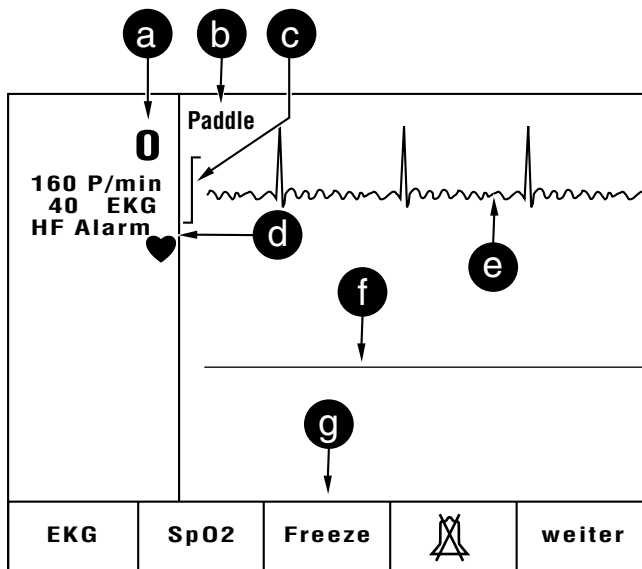 a
b
c
Paddle
0
160 P/min
40 EKG
HF Alarm
d
e
f
g
EKG
SpO2
Freeze
weiter